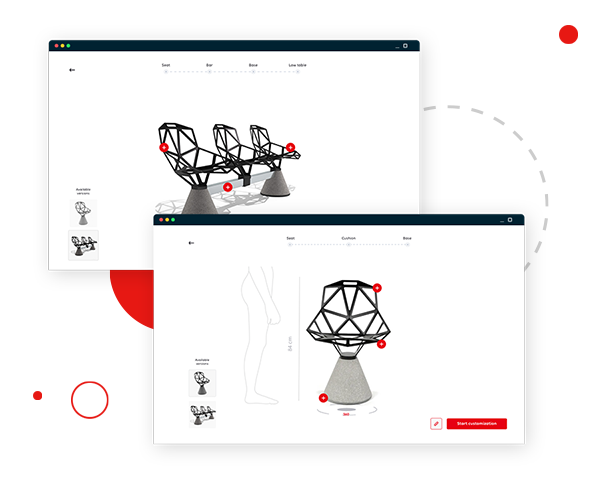 Seat Bar Base Low table
Available
versions
Seat Cushion Base
84 cm
Available
versions
360
Start customization